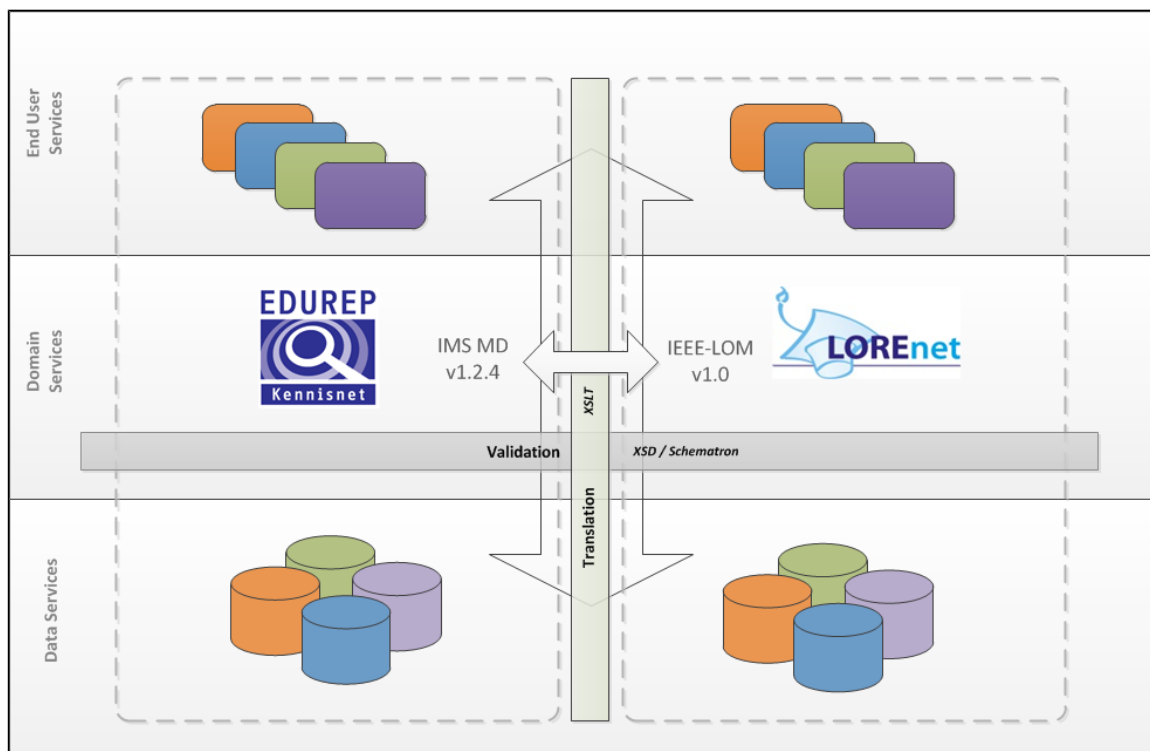 End User
Services
EDUREP
Kennisnet
IMS MD
v1.2.4
IEEE-LOM
v1.0
LOREnet
Domain
Services
XSLT
Validation
XSD / Schematron
Translation
Data Services